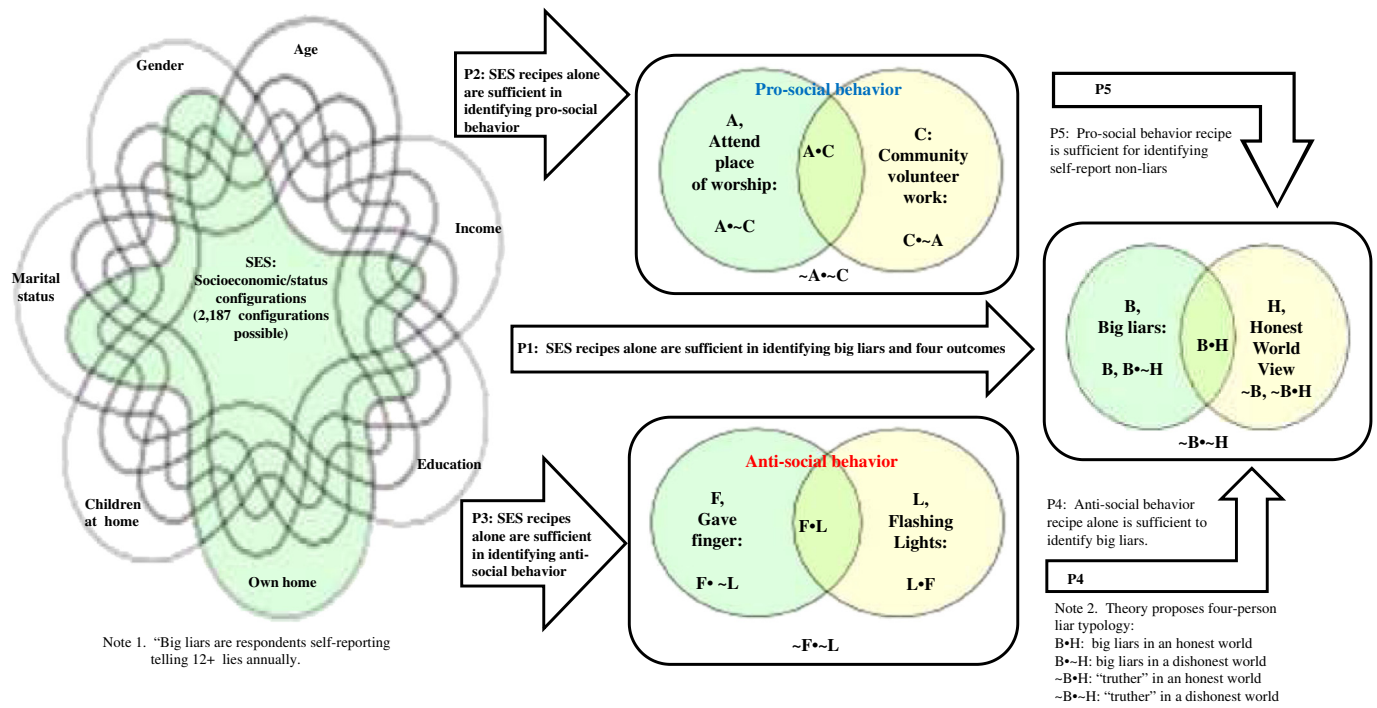 Gender
Age
Income
Marital
status
SES:
Socioeconomic/status
configurations
(2,187 configurations
possible)
Education
Children
at home
Own home
Note 1. “Big liars are respondents self-reporting
telling 12+ lies annually.
P2: SES recipes alone
are sufficient in
identifying pro-social
behavior
Pro-social behavior
A,
Attend
place
of worship:
A•~C
A•C
C:
Community
volunteer
work:
C•~A
~A•~C
P1: SES recipes alone are sufficient in identifying big liars and four outcomes
P3: SES recipes
alone are sufficient
in identifying anti-
social behavior
Anti-social behavior
F,
Gave
finger:
F• ~L
F•L
L,
Flashing
Lights:
L•F
~F•~L
P5
P5: Pro-social behavior recipe
is sufficient for identifying
self-report non-liars
B,
Big liars:
B, B•~H
B•H
H,
Honest
World
View
~B, ~B•H
~B•~H
P4: Anti-social behavior
recipe alone is sufficient to
identify big liars.
P4
Note 2. Theory proposes four-person
liar typology:
B•H: big liars in an honest world
B•~H: big liars in a dishonest world
~B•H: “truther” in an honest world
~B•~H: “truther” in a dishonest world